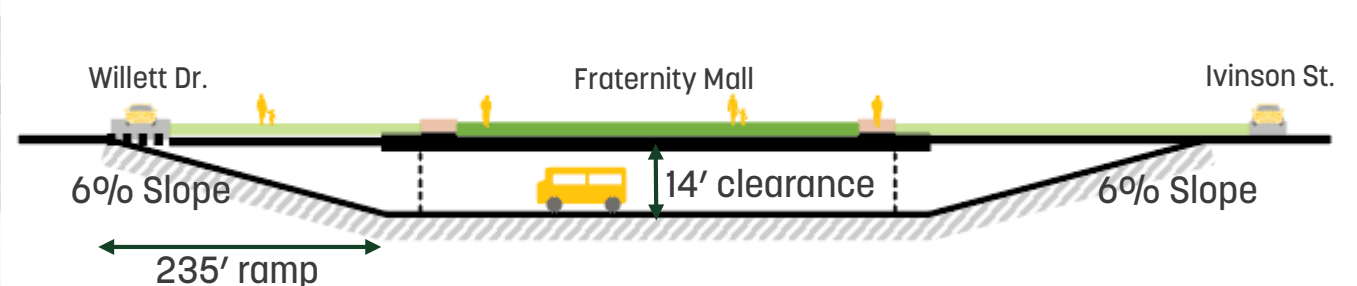 Willett Dr.
Fraternity Mall
Ivinson St.
6% Slope
14′ clearance
6% Slope
235′ ramp